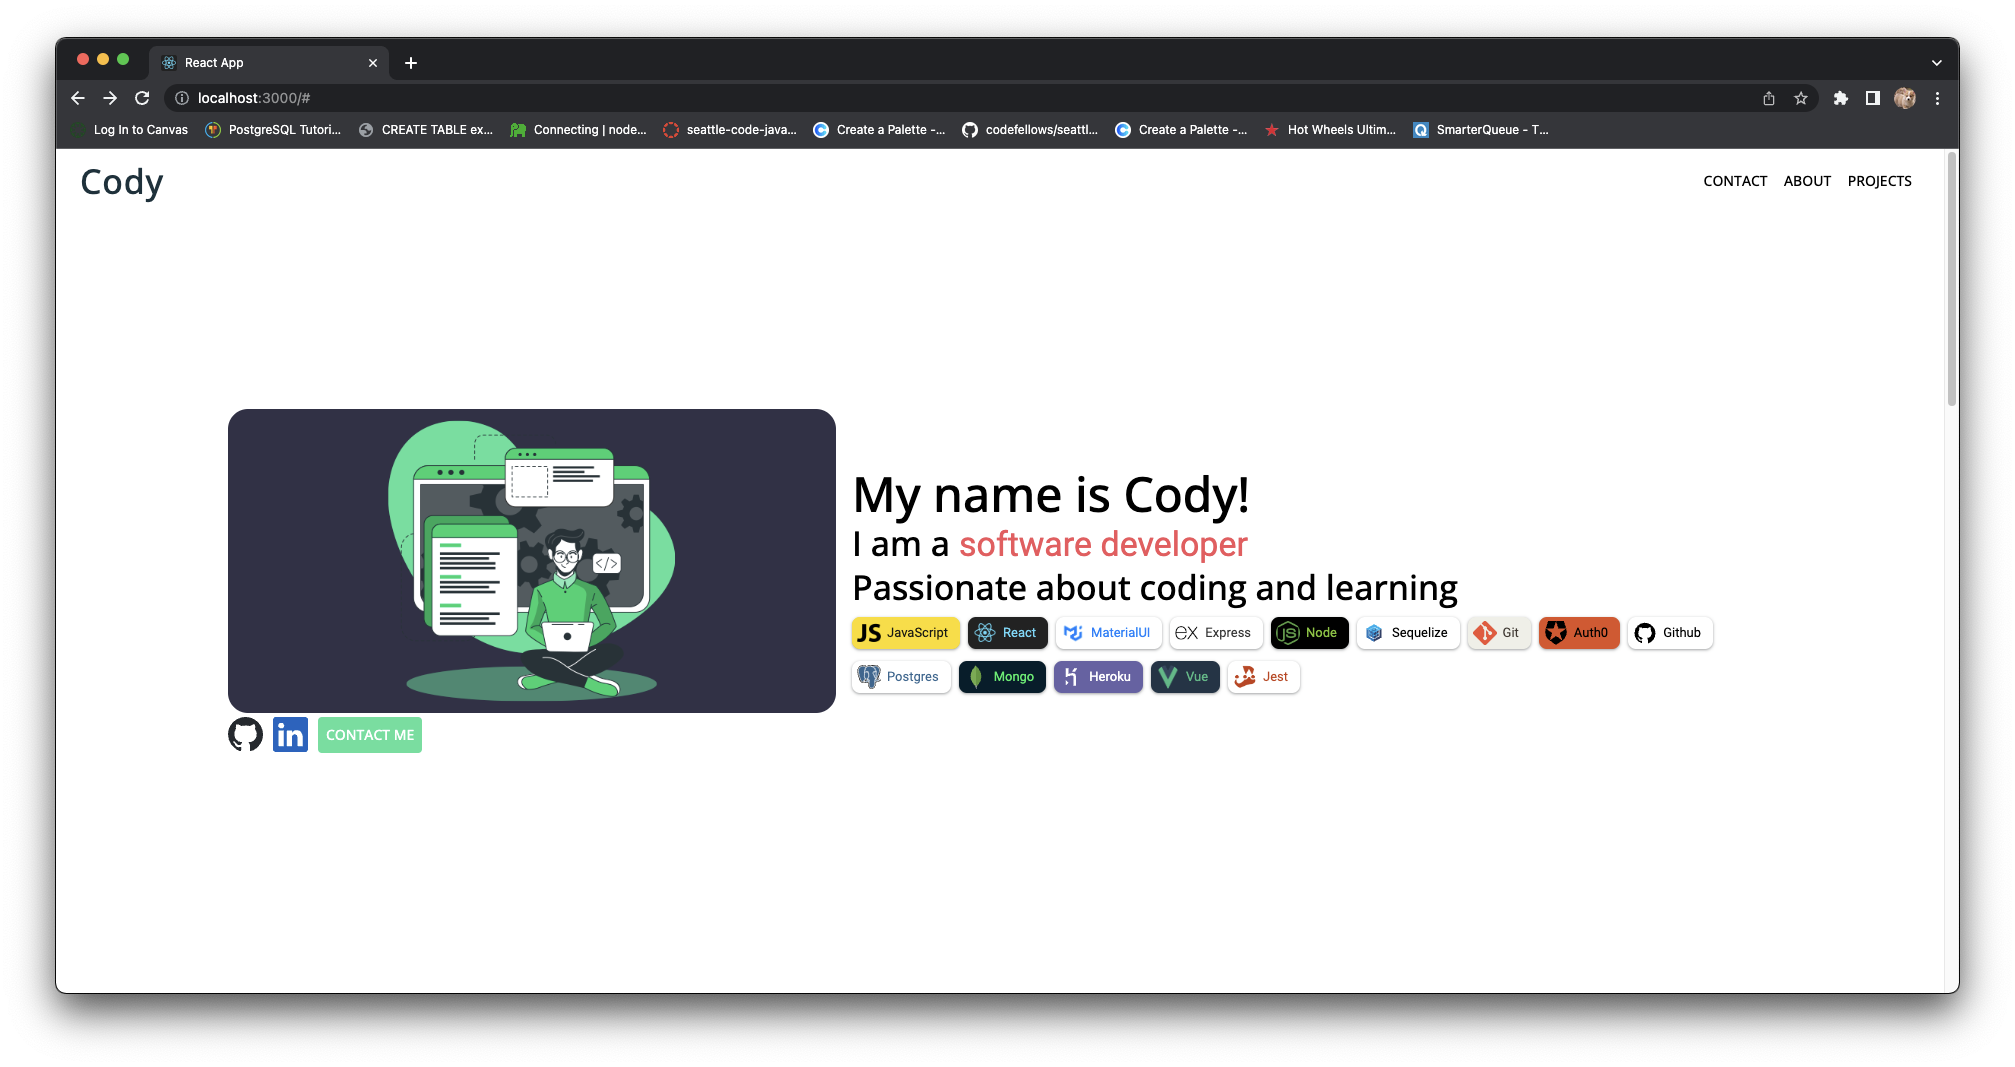 React App
localhost:3000/#
Log In to Canvas PostgreSQL Tutori... CREATE TABLE ex... Connecting | node... seattle-code-java... Create a Palette -... codefellows/seattl... Create a Palette -... Hot Wheels Ultim... SmarterQueue - T...
Cody CONTACT ABOUT PROJECTS
My name is Cody!
I am a software developer
</>
Passionate about coding and learning
JS JavaScript React MaterialUI ex Express JS Node Sequelize Git Auth0 Github
Postgres Mongo Heroku Vue Jest
in CONTACT ME